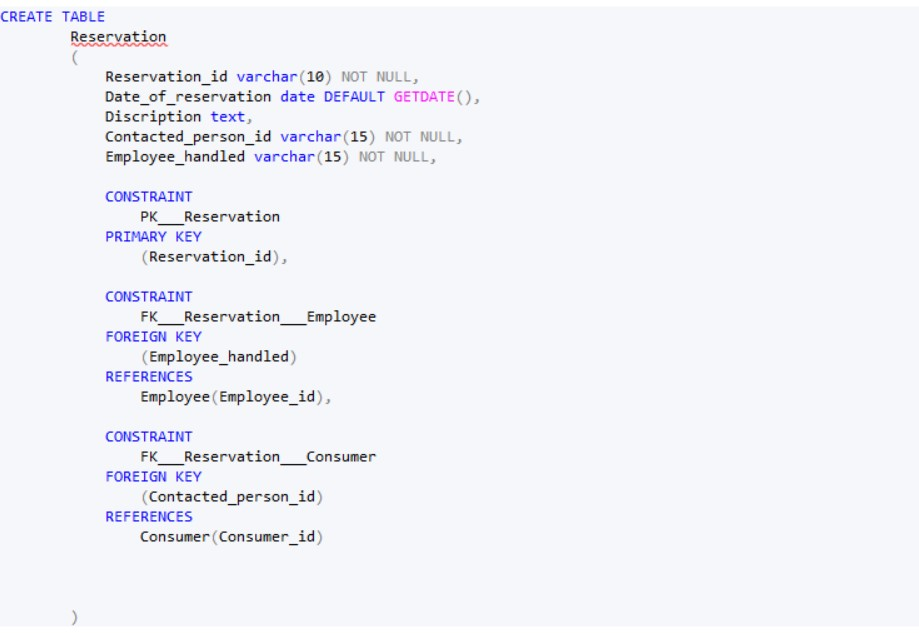 CREATE TABLE
Reservation
(
Reservation_id varchar(10) NOT NULL,
Date_of_reservation date DEFAULT GETDATE(),
Discription text,
Contacted_person_id varchar(15) NOT NULL,
Employee_handled varchar(15) NOT NULL,
CONSTRAINT
PK___Reservation
PRIMARY KEY
(Reservation_id),
CONSTRAINT
FK___Reservation___Employee
FOREIGN KEY
(Employee_handled)
REFERENCES
Employee(Employee_id),
CONSTRAINT
FK___Reservation___Consumer
FOREIGN KEY
(Contacted_person_id)
REFERENCES
Consumer(Consumer_id)
)